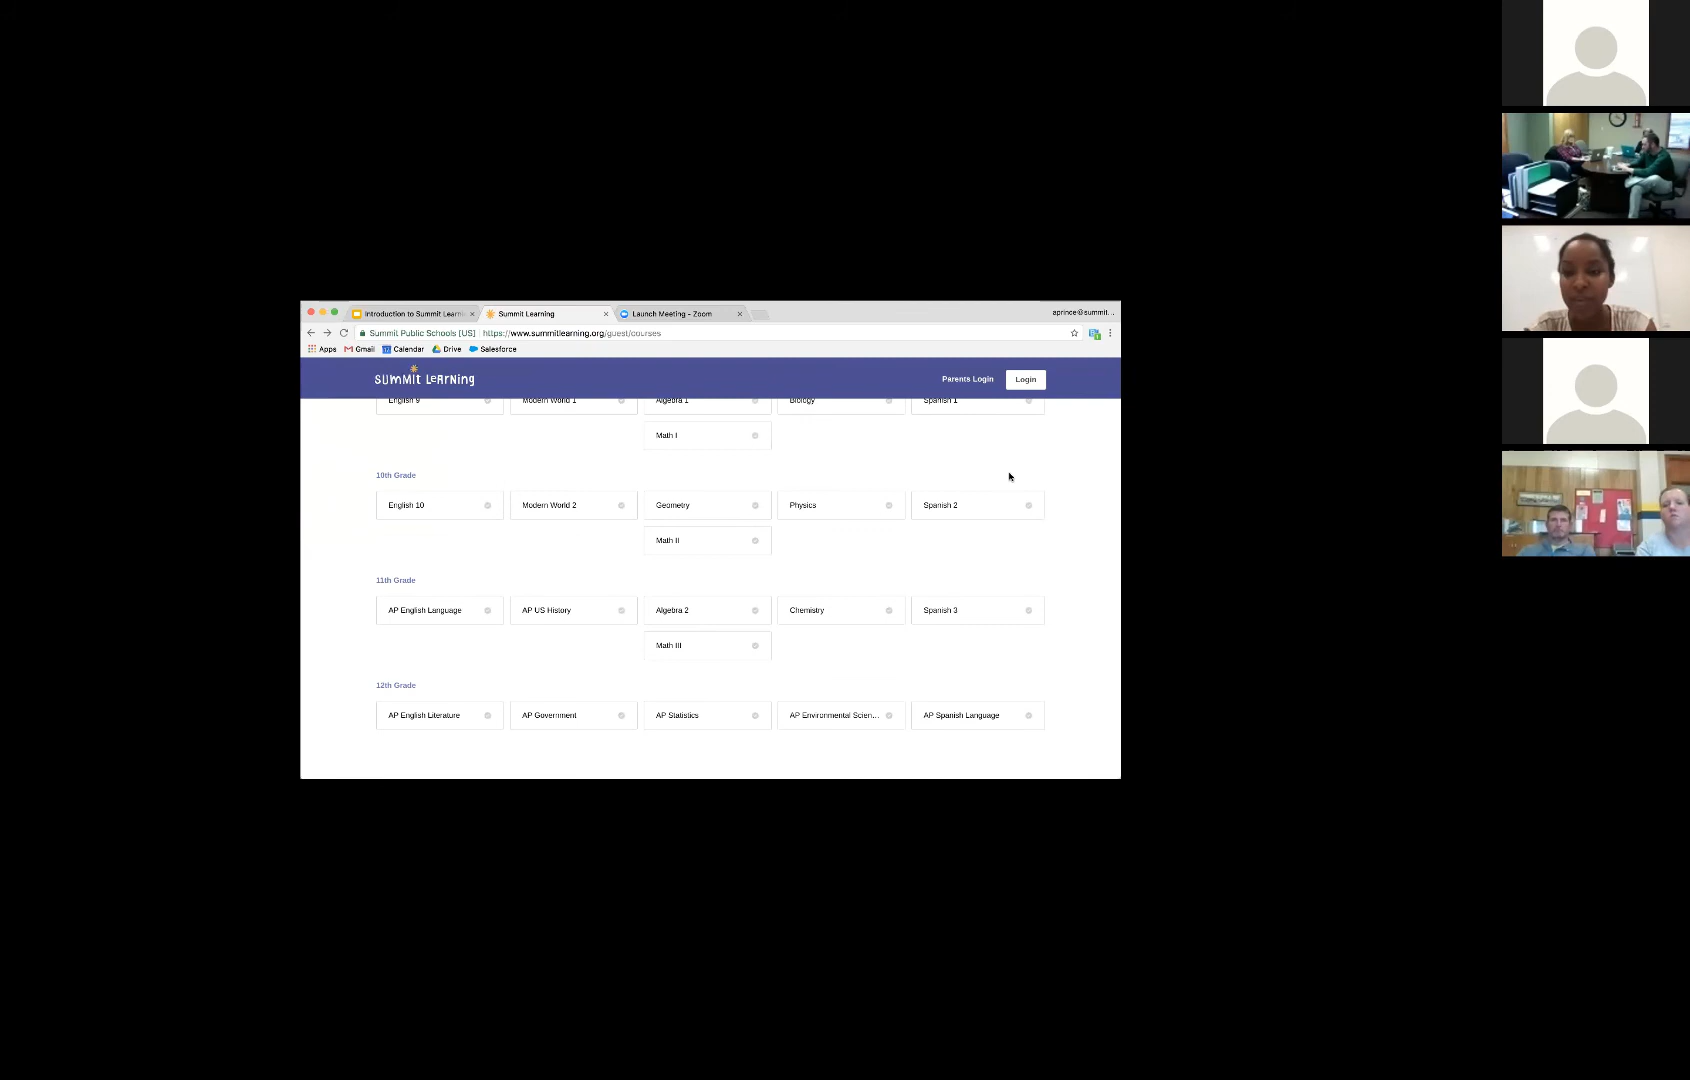 Introduction to Summit Learni
Summit Learning
Launch Meeting - Zoom
aprince@summit...
Summit Public Schools [US]
https://www.summitlearning.org/guest/courses
Apps
Gmail
Calendar
Drive
Salesforce
SUMMIT LEARNING
Parents Login
Login
English 9
Modern World 1
Algebra 1
Biology
Spanish 1
Math I
10th Grade
English 10
Modern World 2
Geometry
Physics
Spanish 2
Math II
11th Grade
AP English Language
AP US History
Algebra 2
Chemistry
Spanish 3
Math III
12th Grade
AP English Literature
AP Government
AP Statistics
AP Environmental Scien...
AP Spanish Language